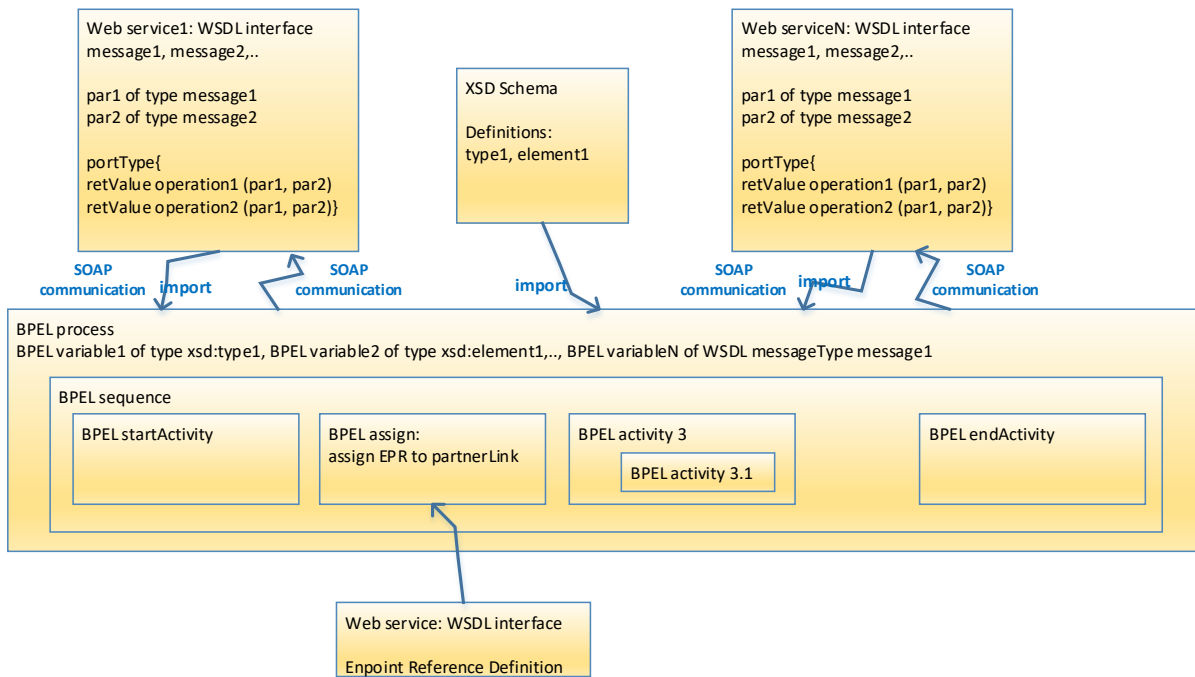 Web service1: WSDL interface
message1, message2,..
par1 of type message1
par2 of type message2
portType{
retValue operation1 (par1, par2)
retValue operation2 (par1, par2)}
XSD Schema
Definitions:
type1, element1
Web serviceN: WSDL interface
message1, message2,..
par1 of type message1
par2 of type message2
portType{
retValue operation1 (par1, par2)
retValue operation2 (par1, par2)}
SOAP
communication
import
SOAP
communication
import
SOAP
communication
import
SOAP
communication
BPEL process
BPEL variable1 of type xsd:type1, BPEL variable2 of type xsd:element1,.., BPEL variableN of WSDL messageType message1
BPEL sequence
BPEL startActivity
BPEL assign:
assign EPR to partnerLink
BPEL activity 3
BPEL activity 3.1
BPEL endActivity
Web service: WSDL interface
Enpoint Reference Definition